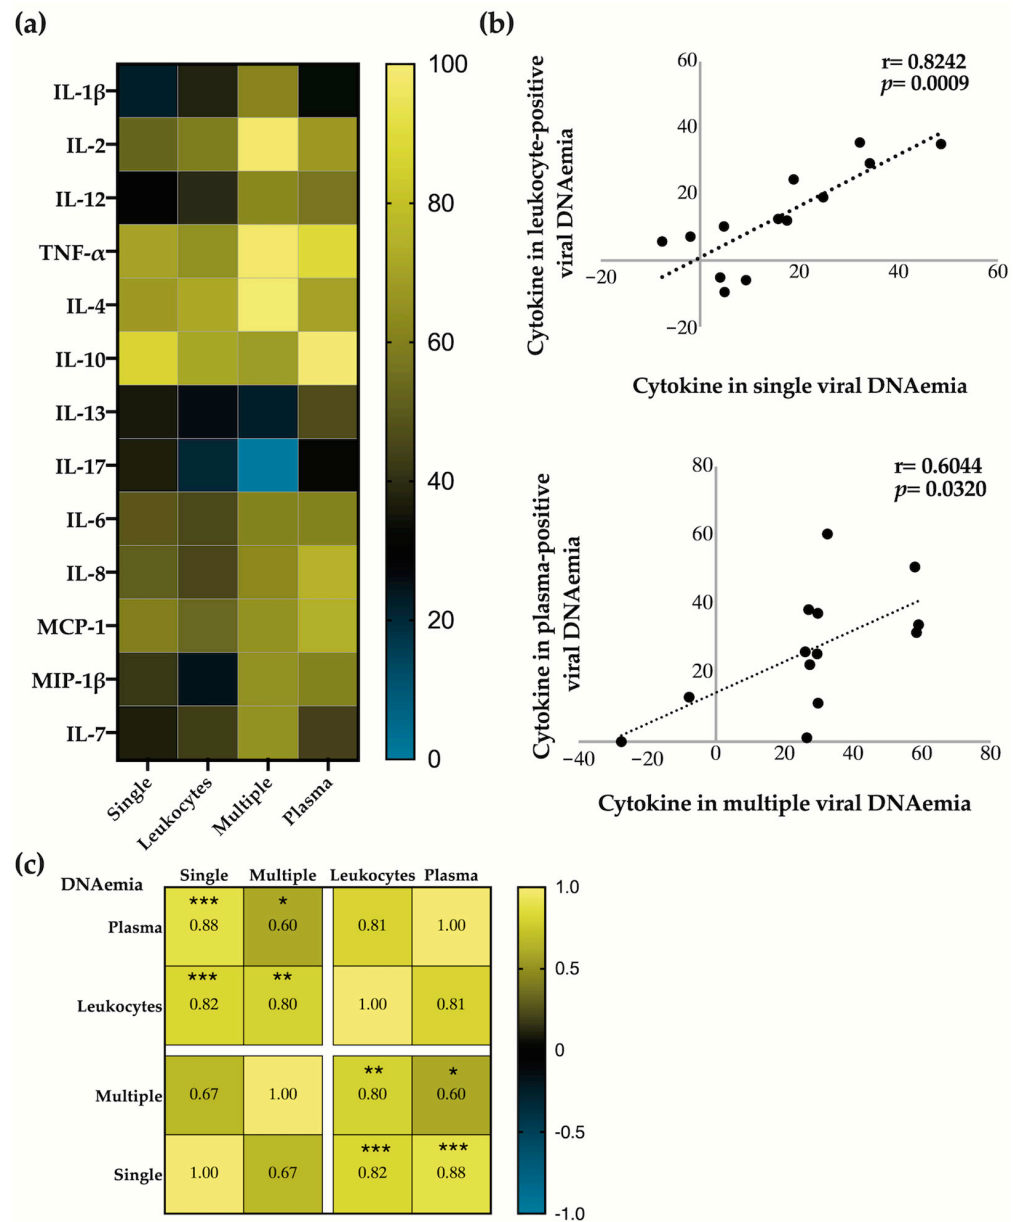 (a)
IL-1β
IL-2
IL-12
TNF-α
IL-4
IL-10
IL-13
IL-17
IL-6
IL-8
MCP-1
MIP-1β
IL-7
Single
Leukocytes
Multiple
Plasma
100
80
60
40
20
0
(b)
r= 0.8242
p= 0.0009
Cytokine in leukocyte-positive
viral DNAemia
60
40
20
−20
−20
20
40
60
Cytokine in single viral DNAemia
r= 0.6044
p= 0.0320
Cytokine in plasma-positive
viral DNAemia
80
60
40
20
−40
−20
0
20
40
60
80
Cytokine in multiple viral DNAemia
(c)
DNAemia
Single Multiple Leukocytes Plasma
*** *
Plasma 0.88 0.60 0.81 1.00
*** **
Leukocytes 0.82 0.80 1.00 0.81
** *
Multiple 0.67 1.00 0.80 0.60
*** ***
Single 1.00 0.67 0.82 0.88
1.0
0.5
0
-0.5
-1.0